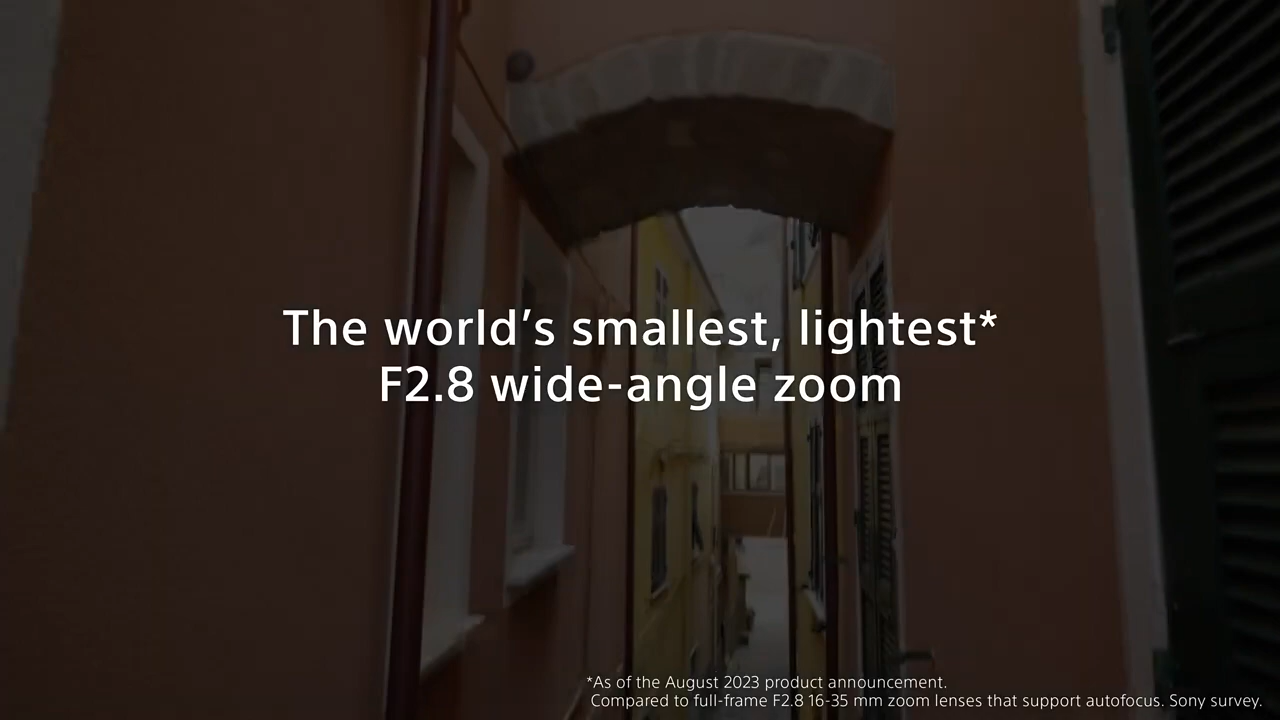 The world’s smallest, lightest*
F2.8 wide-angle zoom
*As of the August 2023 product announcement.
Compared to full-frame F2.8 16-35 mm zoom lenses that support autofocus. Sony survey.